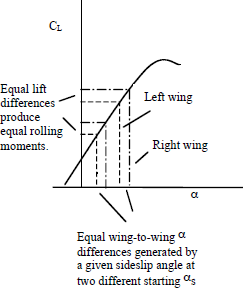 C_L
Equal lift
differences
produce
equal rolling
moments.
Left wing
Right wing
α
Equal wing-to-wing α
differences generated by
a given sideslip angle at
two different starting αs